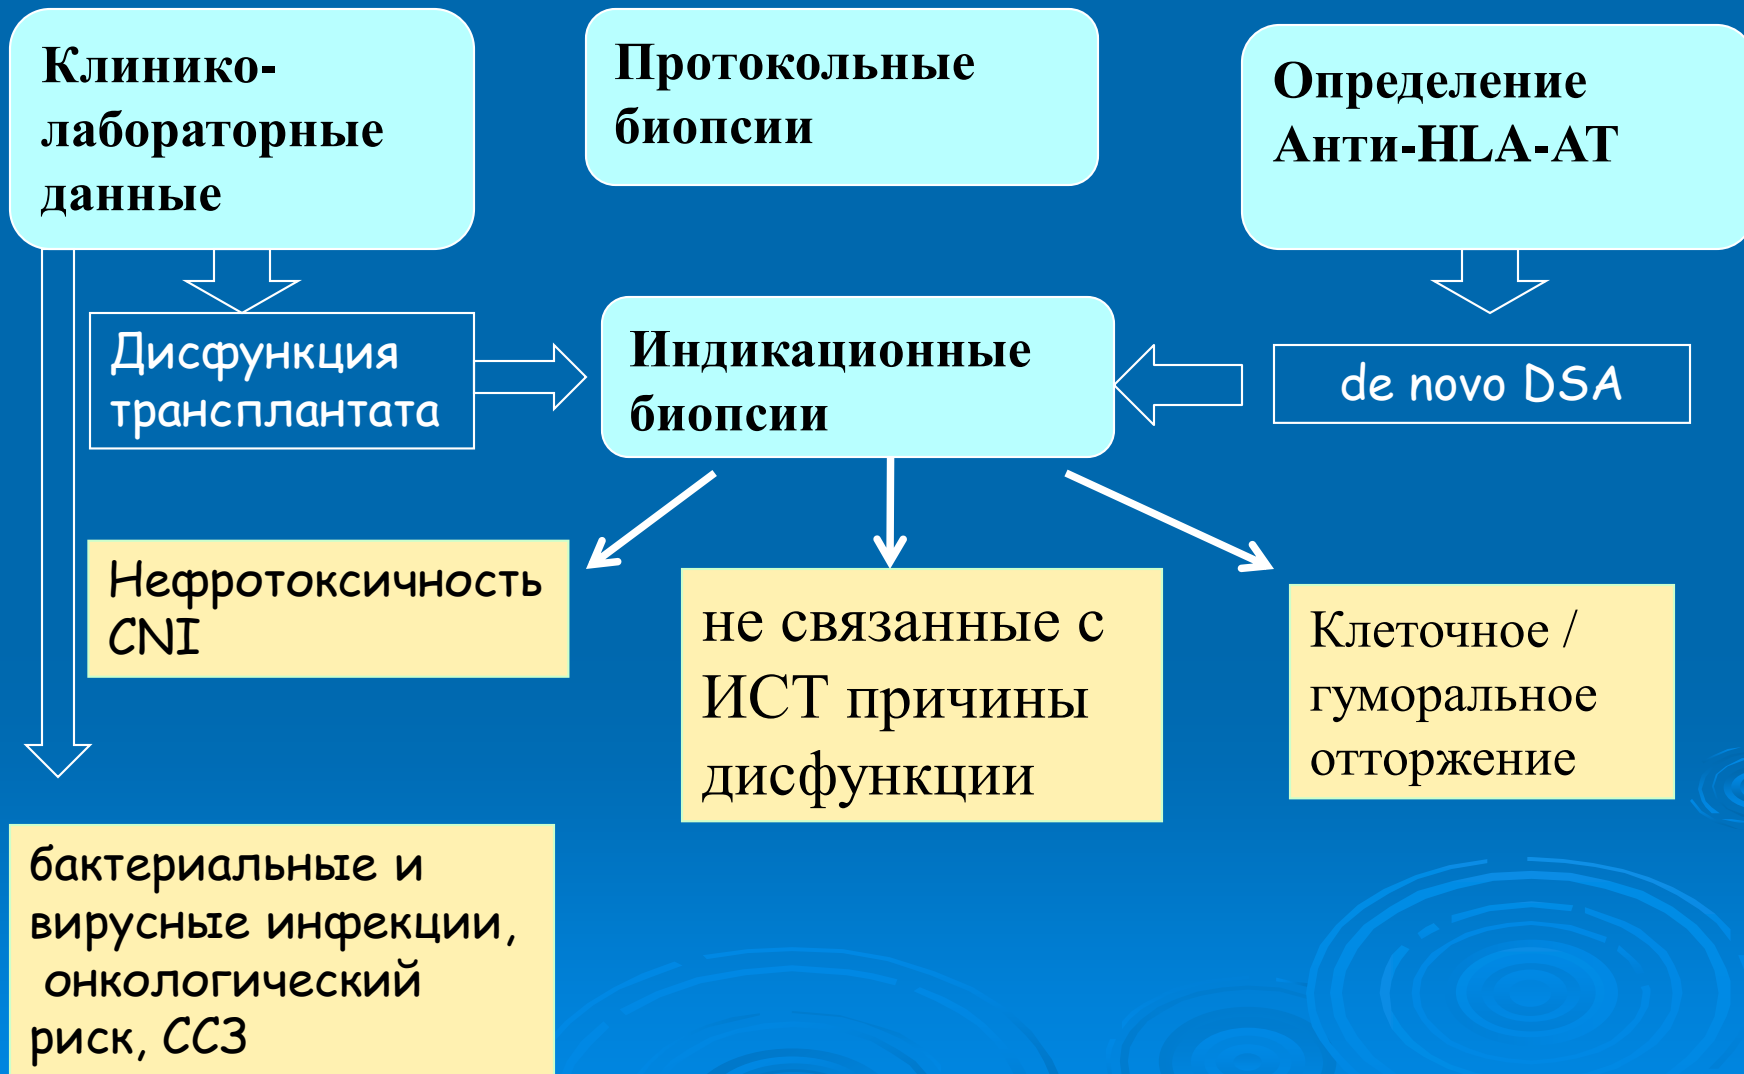 Клинико-
лабораторные
данные
Протокольные
биопсии
Определение
Анти-HLA-АТ
Дисфункция
трансплантата
Индикационные
биопсии
de novo DSA
Нефротоксичность
CNI
не связанные с
ИСТ причины
дисфункции
Клеточное /
гуморальное
отторжение
бактериальные и
вирусные инфекции,
онкологический
риск, ССЗ